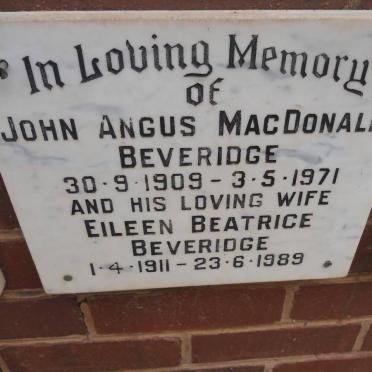 In Loving Memory
of
JOHN ANGUS MACDONALD
BEVERIDGE
30·9·1909 – 3·5·1971
AND HIS LOVING WIFE
EILEEN BEATRICE
BEVERIDGE
1·4·1911 – 23·6·1989